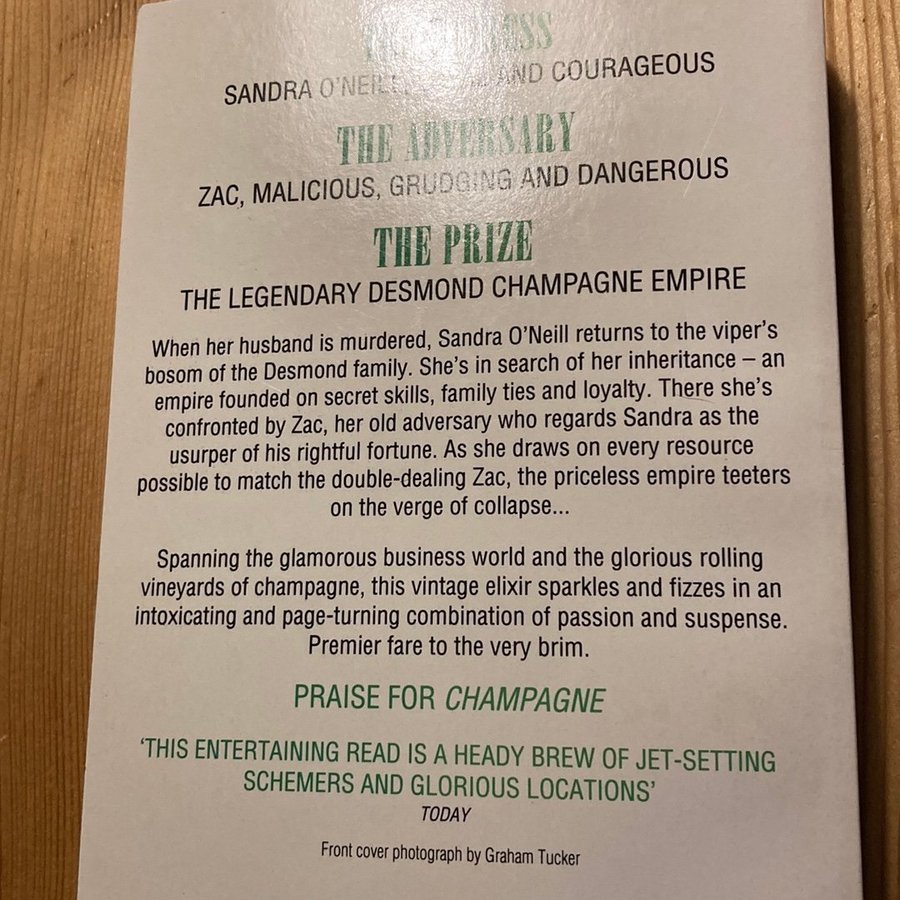 SANDRA O'NEILL, AND COURAGEOUS
THE ADVERSARY
ZAC, MALICIOUS, GRUDGING AND DANGEROUS
THE PRIZE
THE LEGENDARY DESMOND CHAMPAGNE EMPIRE
When her husband is murdered, Sandra O'Neill returns to the viper's
bosom of the Desmond family. She's in search of her inheritance – an
empire founded on secret skills, family ties and loyalty. There she's
confronted by Zac, her old adversary who regards Sandra as the
usurper of his rightful fortune. As she draws on every resource
possible to match the double-dealing Zac, the priceless empire teeters
on the verge of collapse...
Spanning the glamorous business world and the glorious rolling
vineyards of champagne, this vintage elixir sparkles and fizzes in an
intoxicating and page-turning combination of passion and suspense.
Premier fare to the very brim.
PRAISE FOR CHAMPAGNE
'THIS ENTERTAINING READ IS A HEADY BREW OF JET-SETTING
SCHEMERS AND GLORIOUS LOCATIONS'
TODAY
Front cover photograph by Graham Tucker